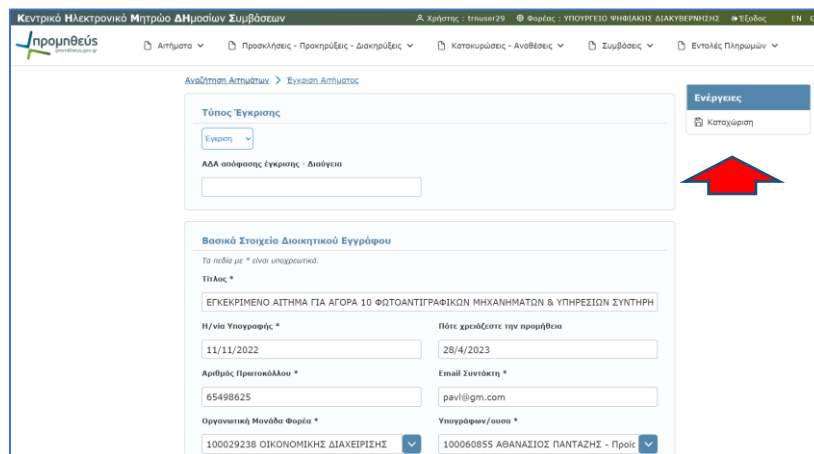 Κεντρικό Ηλεκτρονικό Μητρώο ΔΗμοσίων Συμβάσεων
Χρήστης : trnuser29 Φορέας : ΥΠΟΥΡΓΕΙΟ ΨΗΦΙΑΚΗΣ ΔΙΑΚΥΒΕΡΝΗΣΗΣ Έξοδος EN
προμηθεύς
Αιτήματα Προσκλήσεις - Προκηρύξεις - Διακηρύξεις Κατακυρώσεις - Αναθέσεις Συμβάσεις Εντολές Πληρωμών
Αναζήτηση Αιτημάτων > Έγκριση Αιτήματος
Ενέργειες
Καταχώριση
Τύπος Έγκρισης
Έγκριση
ΑΔΑ απόφασης έγκρισης - Διαύγεια
Βασικά Στοιχεία Διοικητικού Εγγράφου
Τα πεδία με * είναι υποχρεωτικά.
Τίτλος *
ΕΓΚΕΚΡΙΜΕΝΟ ΑΙΤΗΜΑ ΓΙΑ ΑΓΟΡΑ 10 ΦΩΤΟΑΝΤΙΓΡΑΦΙΚΩΝ ΜΗΧΑΝΗΜΑΤΩΝ & ΥΠΗΡΕΣΙΩΝ ΣΥΝΤΗΡΗ
Η/νία Υπογραφής * Πότε χρειάζεστε την προμήθεια
11/11/2022 28/4/2023
Αριθμός Πρωτοκόλλου * Email Συντάκτη *
65498625 pavl@gm.com
Οργανωτική Μονάδα Φορέα * Υπογράφων/ουσα *
100029238 ΟΙΚΟΝΟΜΙΚΗΣ ΔΙΑΧΕΙΡΙΣΗΣ 100060855 ΑΘΑΝΑΣΙΟΣ ΠΑΝΤΑΖΗΣ - Προϊσ